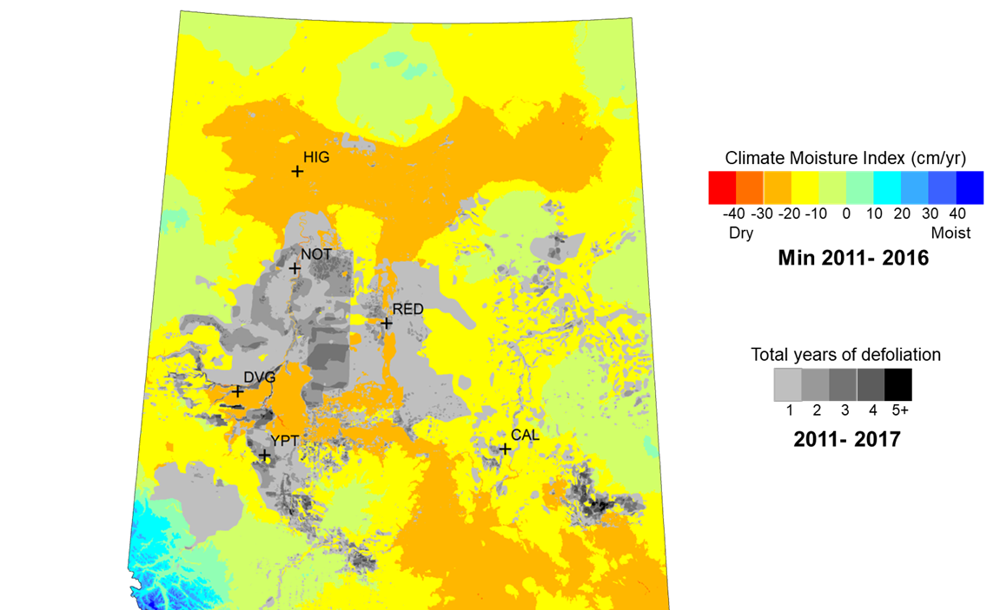 HIG
NOT
RED
DVG
YPT
CAL
Climate Moisture Index (cm/yr)
-40 -30 -20 -10 0 10 20 30 40
Dry Moist
Min 2011- 2016
Total years of defoliation
1 2 3 4 5+
2011- 2017